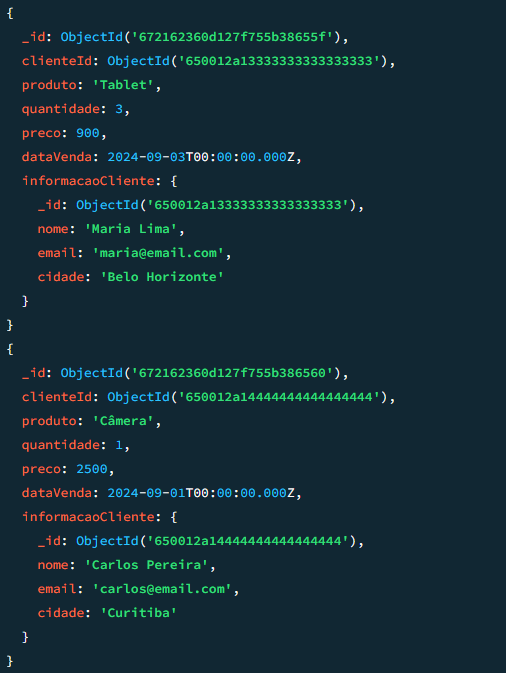 {
  _id: ObjectId('672162360d127f755b38655f'),
  clienteId: ObjectId('650012a13333333333333333'),
  produto: 'Tablet',
  quantidade: 3,
  preco: 900,
  dataVenda: 2024-09-03T00:00:00.000Z,
  informacaoCliente: {
    _id: ObjectId('650012a13333333333333333'),
    nome: 'Maria Lima',
    email: 'maria@email.com',
    cidade: 'Belo Horizonte'
  }
}
{
  _id: ObjectId('672162360d127f755b386560'),
  clienteId: ObjectId('650012a14444444444444444'),
  produto: 'Câmera',
  quantidade: 1,
  preco: 2500,
  dataVenda: 2024-09-01T00:00:00.000Z,
  informacaoCliente: {
    _id: ObjectId('650012a14444444444444444'),
    nome: 'Carlos Pereira',
    email: 'carlos@email.com',
    cidade: 'Curitiba'
  }
}